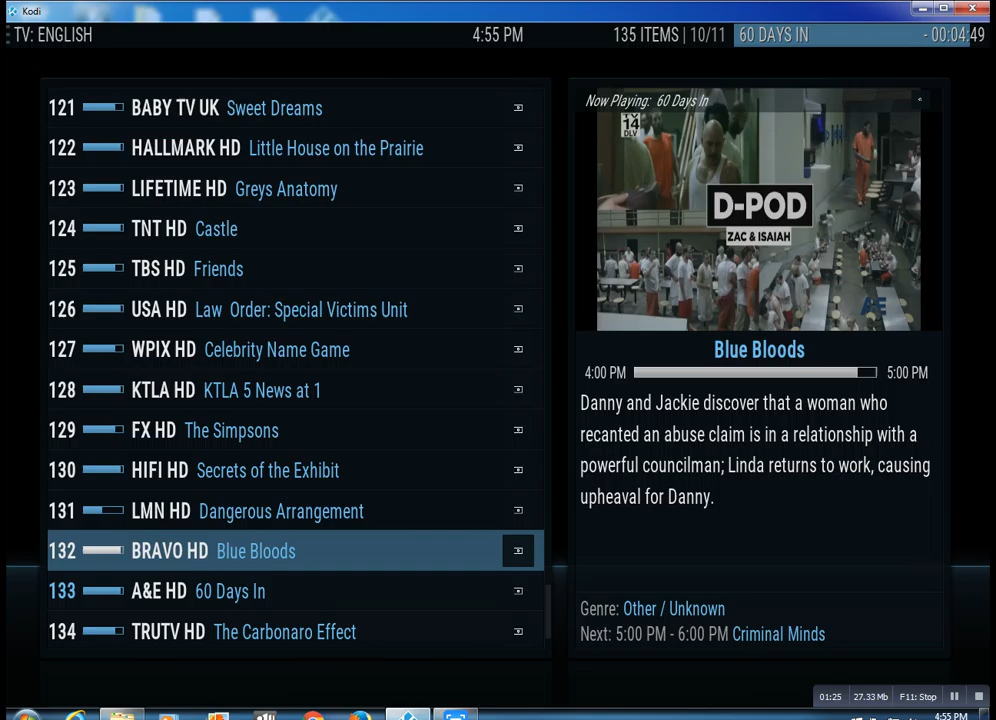 Kodi
TV: ENGLISH
4:55 PM
135 ITEMS | 10/11
60 DAYS IN
- 00:04:49
121 BABY TV UK Sweet Dreams
122 HALLMARK HD Little House on the Prairie
123 LIFETIME HD Greys Anatomy
124 TNT HD Castle
125 TBS HD Friends
126 USA HD Law Order: Special Victims Unit
127 WPIX HD Celebrity Name Game
128 KTLA HD KTLA 5 News at 1
129 FX HD The Simpsons
130 HIFI HD Secrets of the Exhibit
131 LMN HD Dangerous Arrangement
132 BRAVO HD Blue Bloods
133 A&E HD 60 Days In
134 TRUTV HD The Carbonaro Effect
Now Playing: 60 Days In
TV
14
DLV
D-POD
ZAC & ISAIAH
A&E
Blue Bloods
4:00 PM 5:00 PM
Danny and Jackie discover that a woman who
recanted an abuse claim is in a relationship with a
powerful councilman; Linda returns to work, causing
upheaval for Danny.
Genre: Other / Unknown
Next: 5:00 PM - 6:00 PM Criminal Minds
01:25 27.33 Mb F11: Stop
4:55 PM